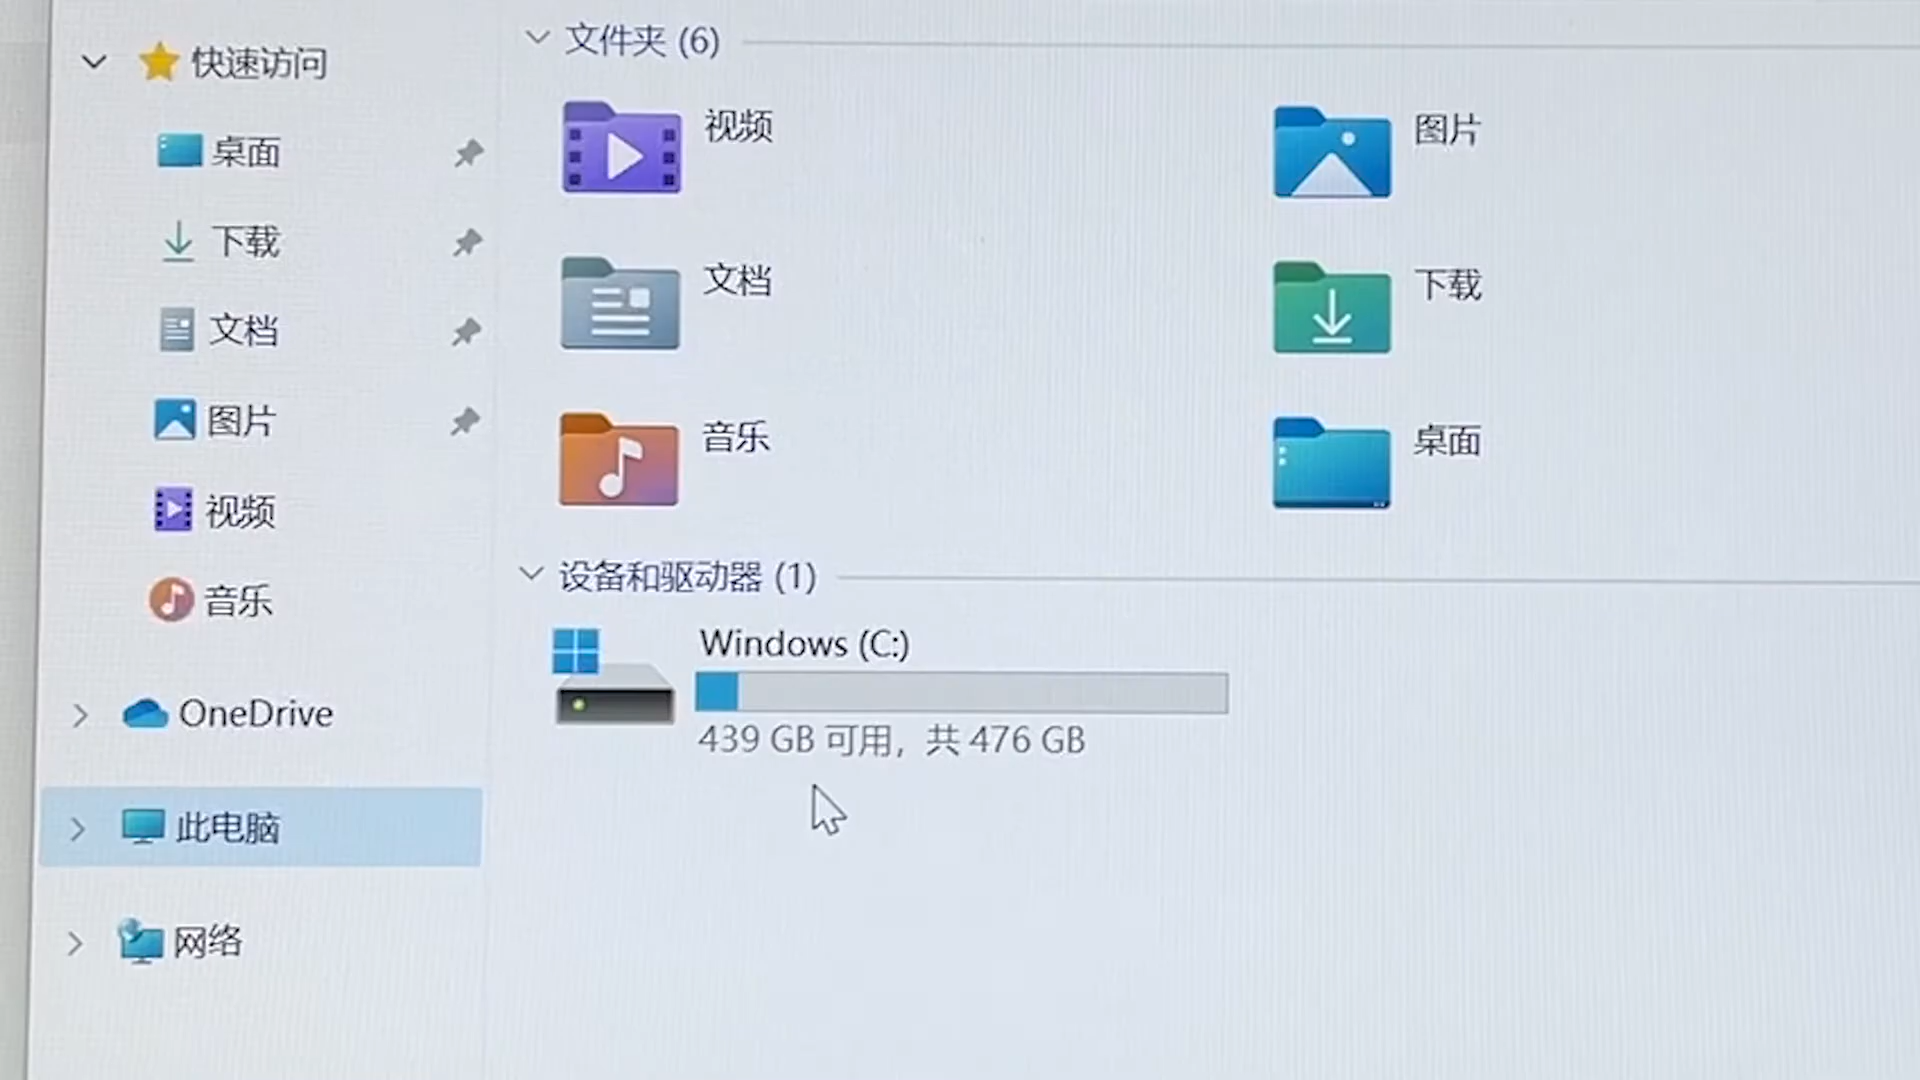 快速访问
桌面
下载
文档
图片
视频
音乐
OneDrive
此电脑
网络
文件夹 (6)
视频
图片
文档
下载
音乐
桌面
设备和驱动器 (1)
Windows (C:)
439 GB 可用，共 476 GB